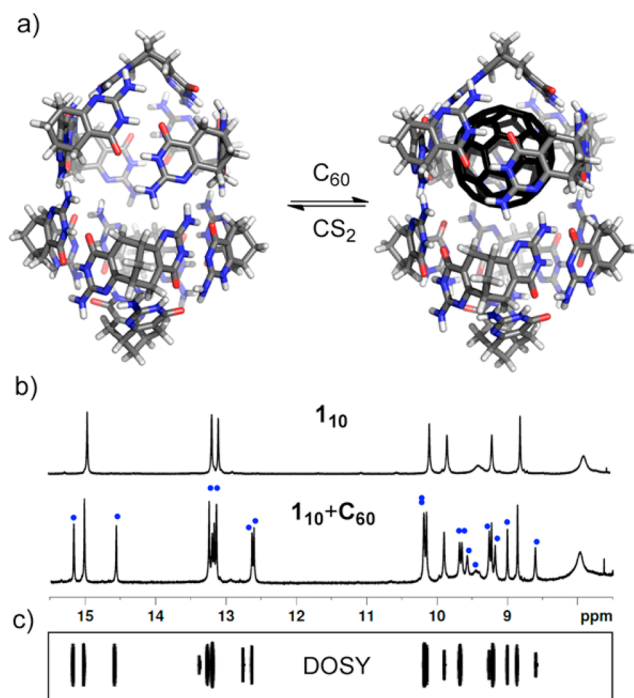 a)
C₆₀
CS₂
b)
1₁₀
1₁₀+C₆₀
15 14 13 12 11 10 9 ppm
c)
DOSY